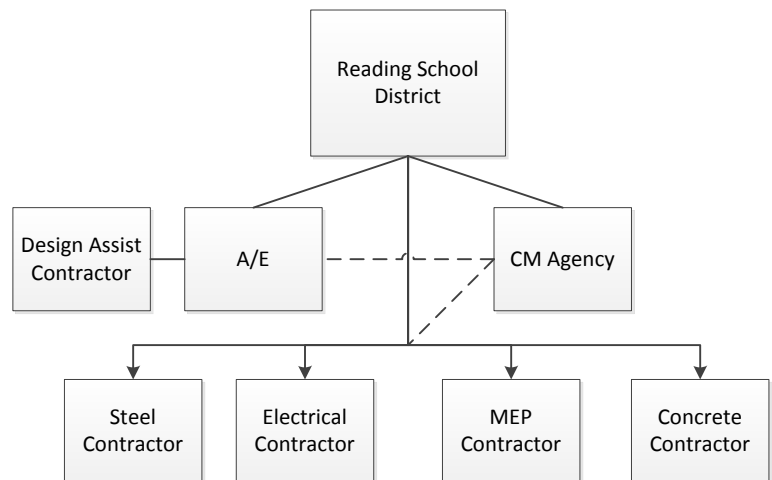 Reading School
District
Design Assist
Contractor
A/E
CM Agency
Steel
Contractor
Electrical
Contractor
MEP
Contractor
Concrete
Contractor